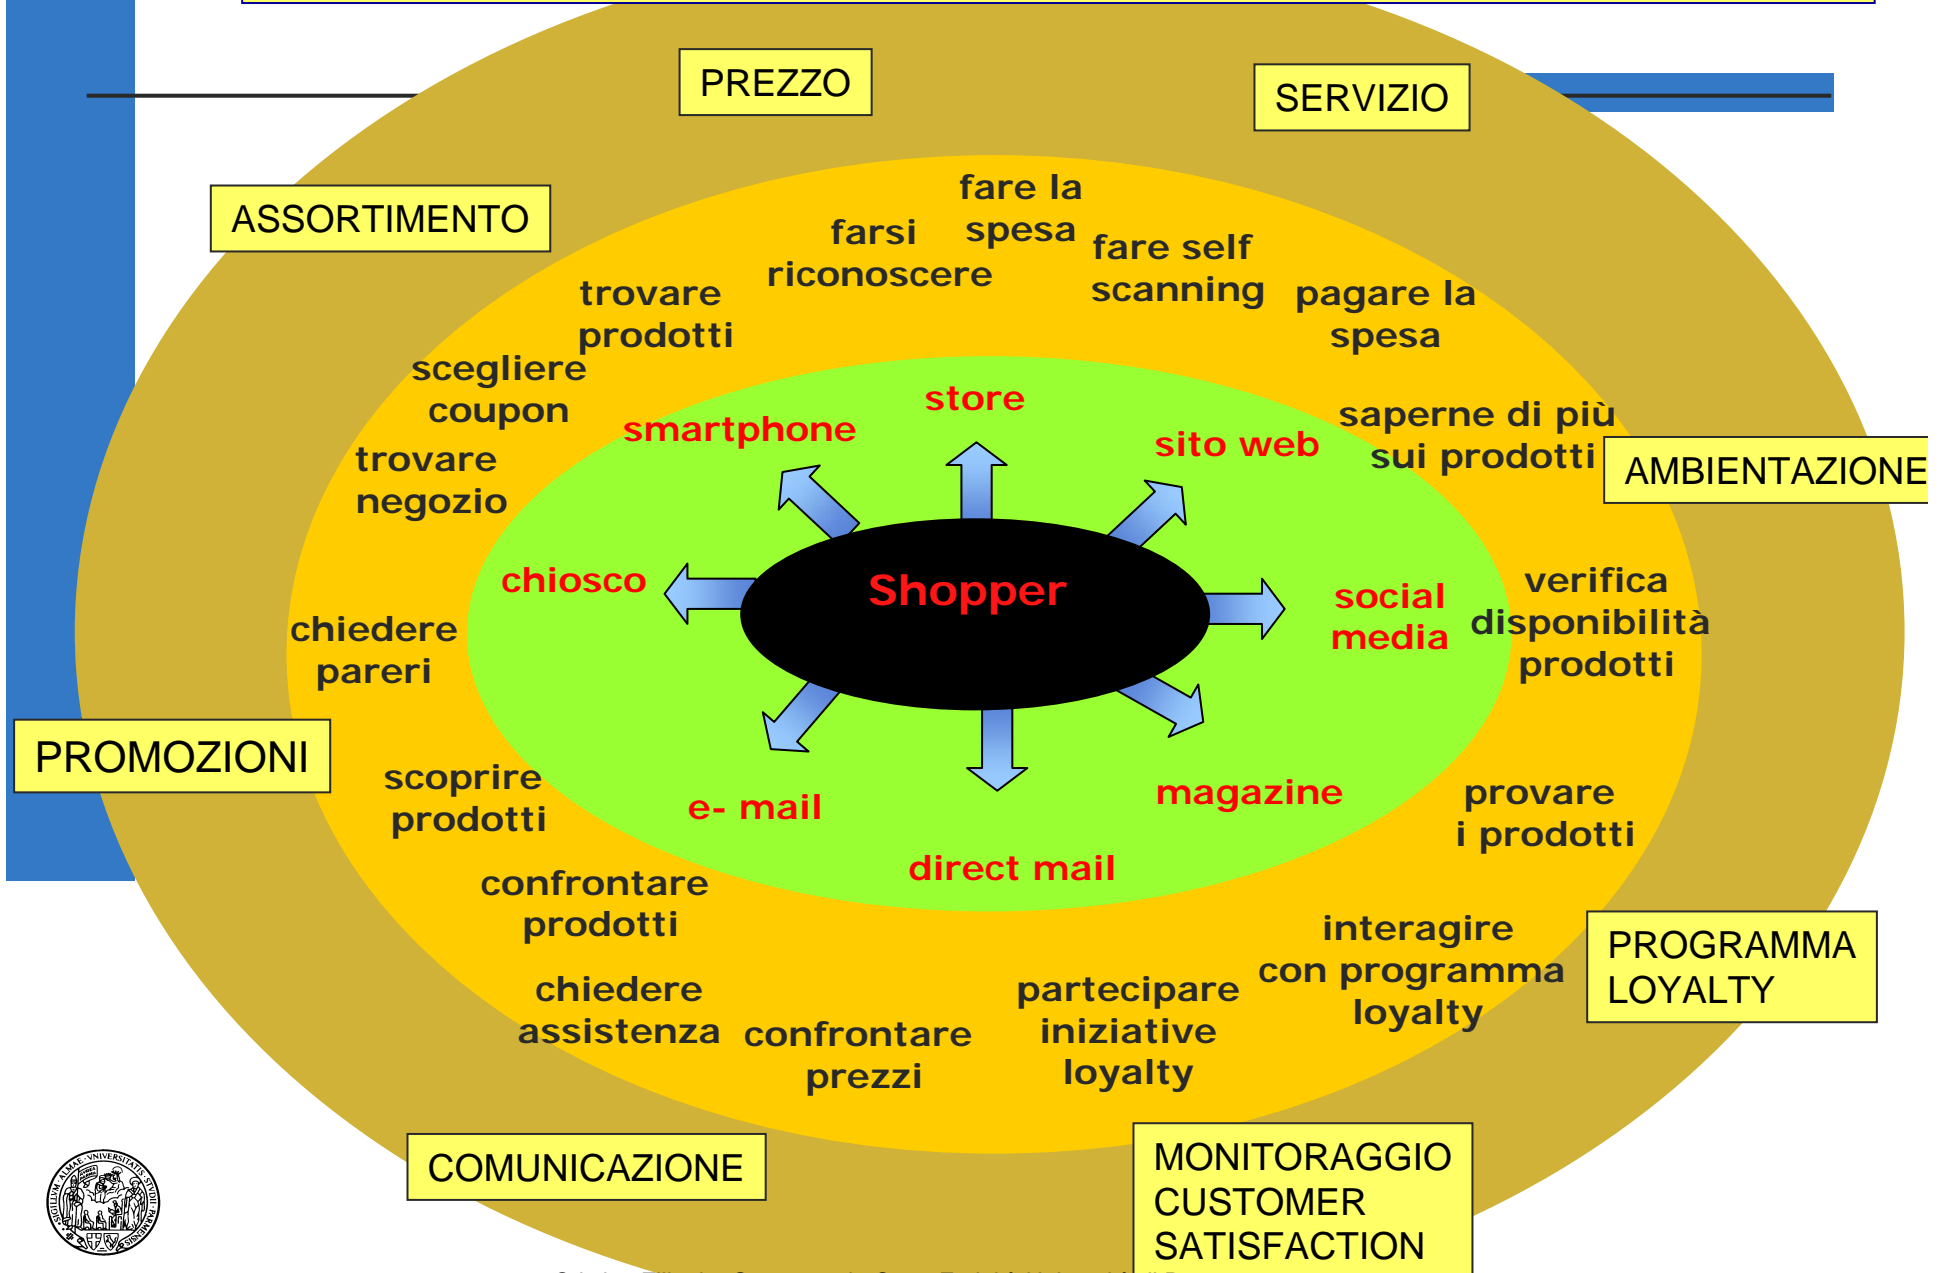 PREZZO
SERVIZIO
ASSORTIMENTO
fare la
spesa
farsi
riconoscere
fare self
scanning
trovare
prodotti
pagare la
spesa
scegliere
coupon
store
smartphone
sito web
saperne di più
sui prodotti
trovare
negozio
AMBIENTAZIONE
chiosco
Shopper
social
media
verifica
disponibilità
prodotti
chiedere
pareri
PROMOZIONI
scoprire
prodotti
e- mail
magazine
provare
i prodotti
direct mail
confrontare
prodotti
interagire
con programma
loyalty
PROGRAMMA
LOYALTY
chiedere
assistenza
confrontare
prezzi
partecipare
iniziative
loyalty
COMUNICAZIONE
MONITORAGGIO
CUSTOMER
SATISFACTION